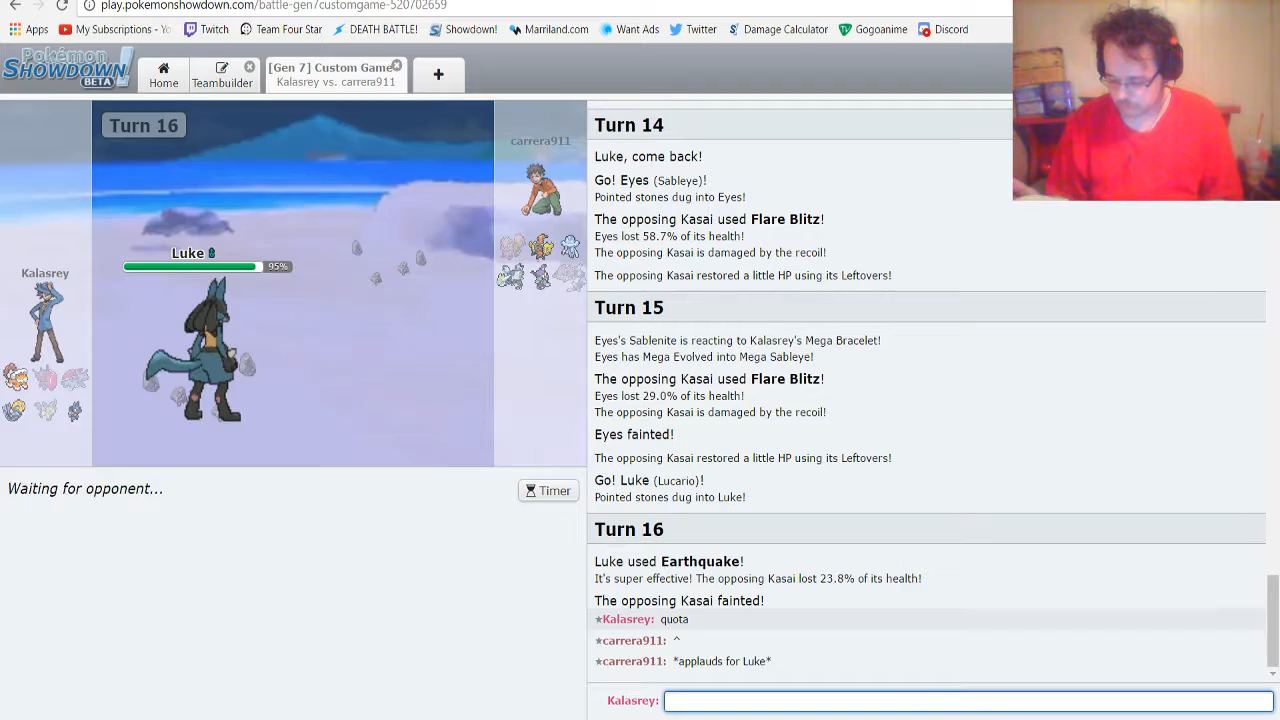 play.pokemonshowdown.com/battle-gen7customgame-520702659
Apps
My Subscriptions - Yo
Twitch
Team Four Star
DEATH BATTLE!
Showdown!
Marriland.com
Want Ads
Twitter
Damage Calculator
Gogoanime
Discord
Pokémon
SHOWDOWN!
BETA
Home
Teambuilder
[Gen 7] Custom Game
Kalasrey vs. carrera911
+
Turn 16
carrera911
Luke
95%
Kalasrey
Waiting for opponent...
Timer
Turn 14
Luke, come back!
Go! Eyes (Sableye)!
Pointed stones dug into Eyes!
The opposing Kasai used Flare Blitz!
Eyes lost 58.7% of its health!
The opposing Kasai is damaged by the recoil!
The opposing Kasai restored a little HP using its Leftovers!
Turn 15
Eyes's Sablenite is reacting to Kalasrey's Mega Bracelet!
Eyes has Mega Evolved into Mega Sableye!
The opposing Kasai used Flare Blitz!
Eyes lost 29.0% of its health!
The opposing Kasai is damaged by the recoil!
Eyes fainted!
The opposing Kasai restored a little HP using its Leftovers!
Go! Luke (Lucario)!
Pointed stones dug into Luke!
Turn 16
Luke used Earthquake!
It's super effective! The opposing Kasai lost 23.8% of its health!
The opposing Kasai fainted!
★Kalasrey: quota
★carrera911: ^
★carrera911: *applauds for Luke*
Kalasrey: